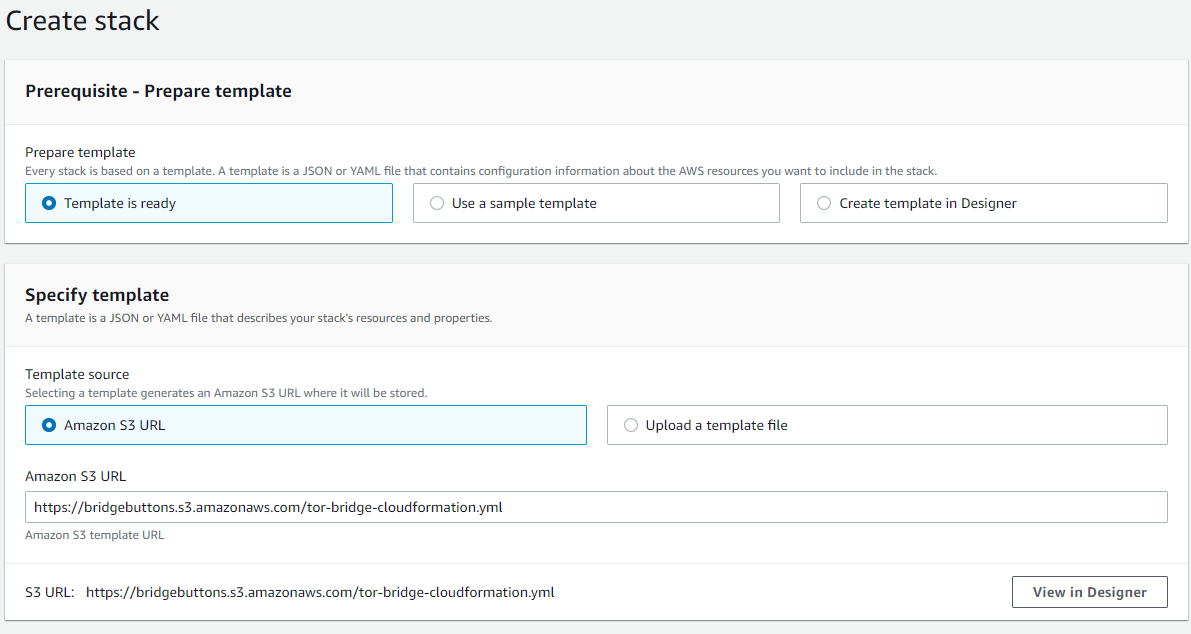 Create stack
Prerequisite - Prepare template
Prepare template
Every stack is based on a template. A template is a JSON or YAML file that contains configuration information about the AWS resources you want to include in the stack.
Template is ready
Use a sample template
Create template in Designer
Specify template
A template is a JSON or YAML file that describes your stack's resources and properties.
Template source
Selecting a template generates an Amazon S3 URL where it will be stored.
Amazon S3 URL
Upload a template file
Amazon S3 URL
https://bridgebuttons.s3.amazonaws.com/tor-bridge-cloudformation.yml
Amazon S3 template URL
S3 URL: https://bridgebuttons.s3.amazonaws.com/tor-bridge-cloudformation.yml
View in Designer